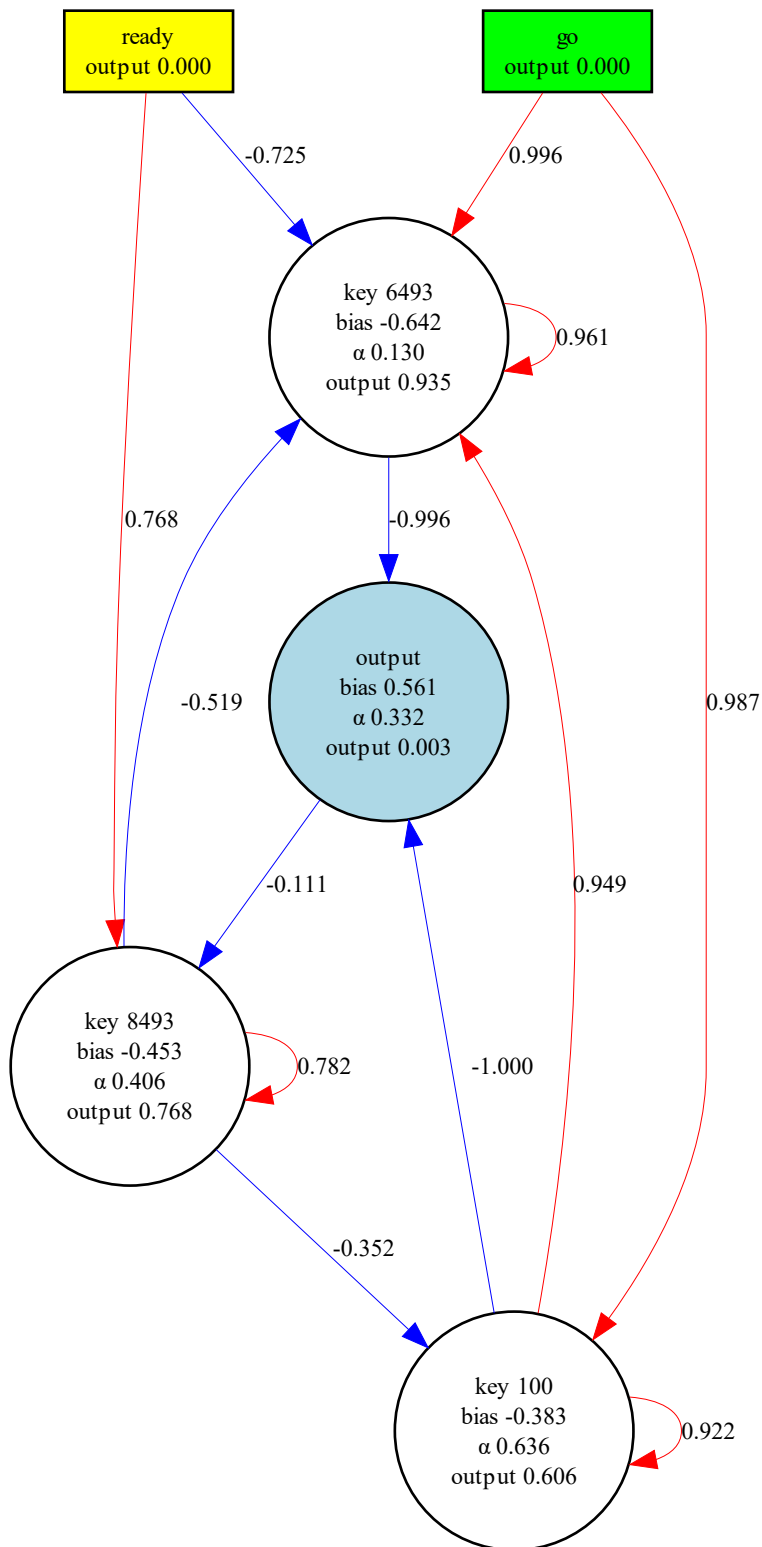 ready
output 0.000
go
output 0.000
-0.725
0.996
key 6493
bias -0.642
α 0.130
output 0.935
0.961
0.768
-0.996
-0.519
output
bias 0.561
α 0.332
output 0.003
0.987
-0.111
0.949
key 8493
bias -0.453
α 0.406
output 0.768
0.782
-1.000
-0.352
key 100
bias -0.383
α 0.636
output 0.606
0.922